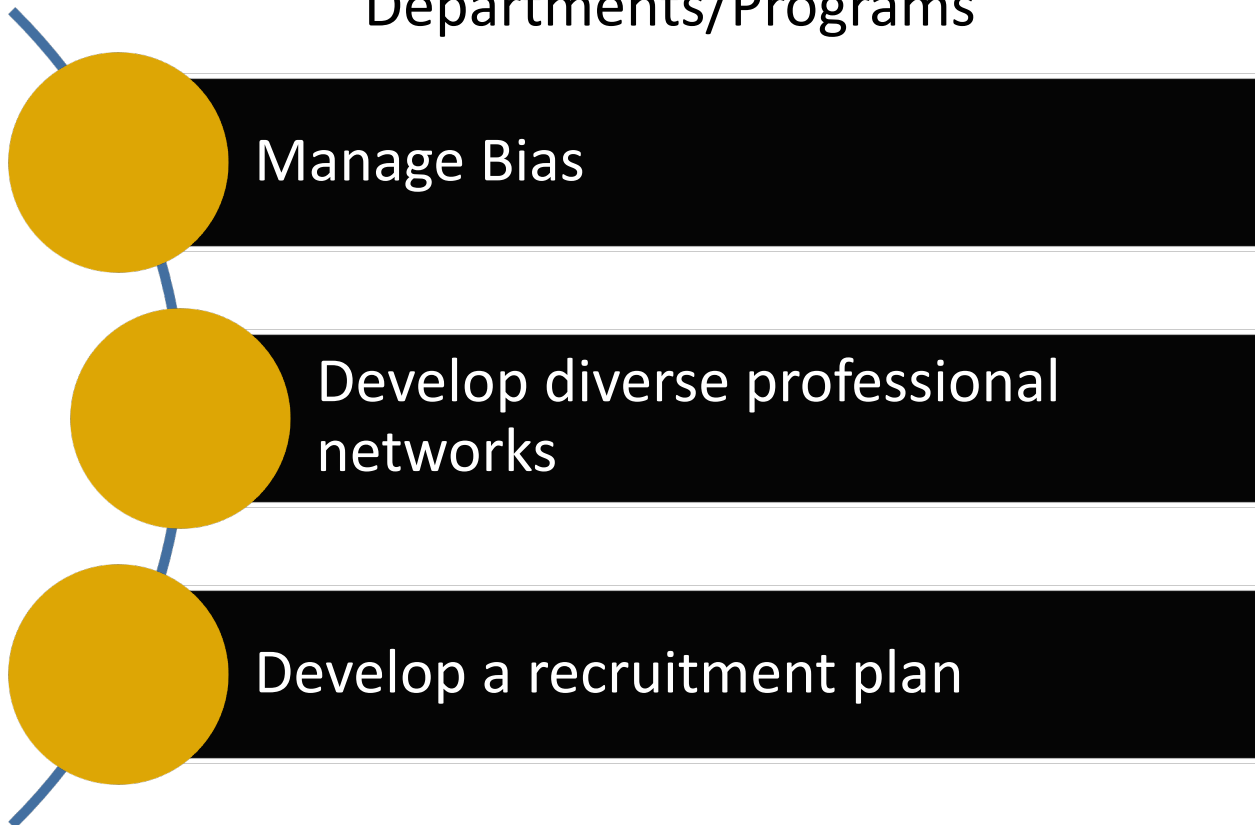 Departments/Programs
Manage Bias
Develop diverse professional
networks
Develop a recruitment plan